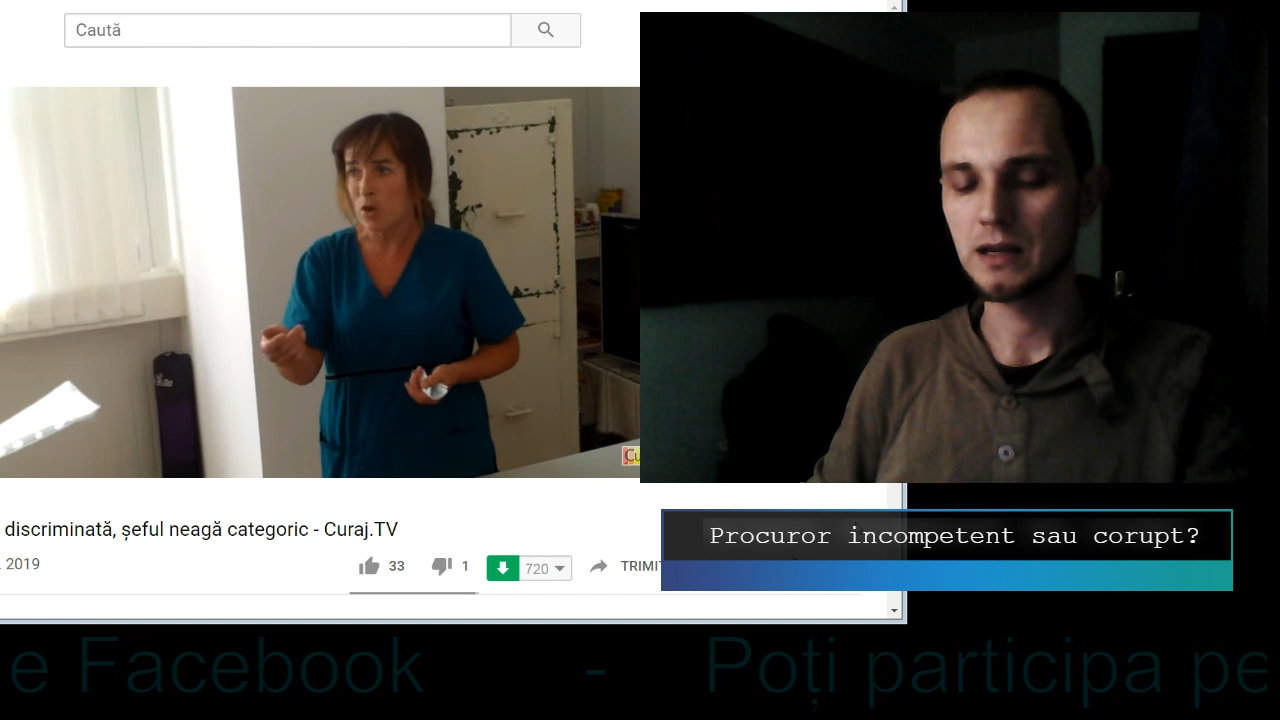 Caută
discriminată, șeful neagă categoric - Curaj.TV
2019
33
1
720
Procuror incompetent sau corupt?
e Facebook - Poți participa pe